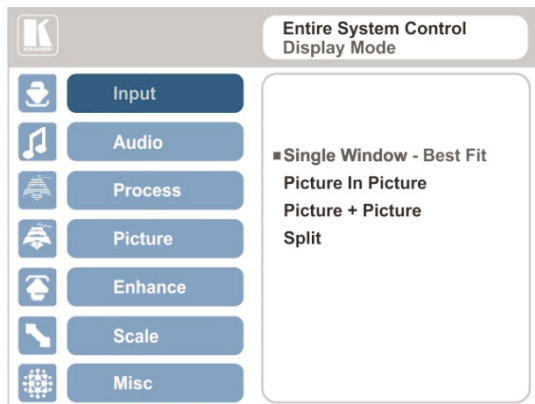 KRAMER
Entire System Control
Display Mode
Input
Audio
Process
Picture
Enhance
Scale
Misc
Single Window - Best Fit
Picture In Picture
Picture + Picture
Split